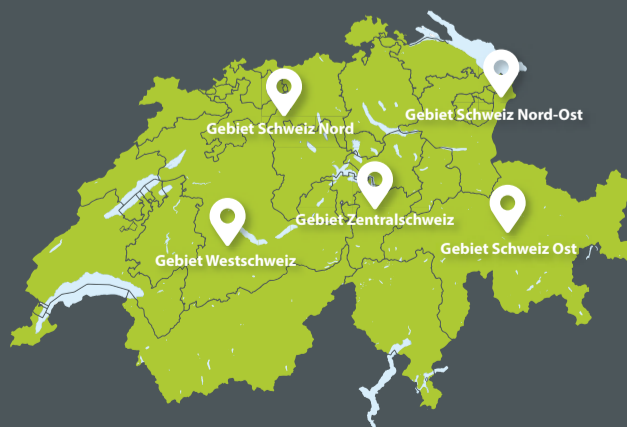 Gebiet Schweiz Nord-Ost
Gebiet Schweiz Nord
Gebiet Zentralschweiz
Gebiet Schweiz Ost
Gebiet Westschweiz